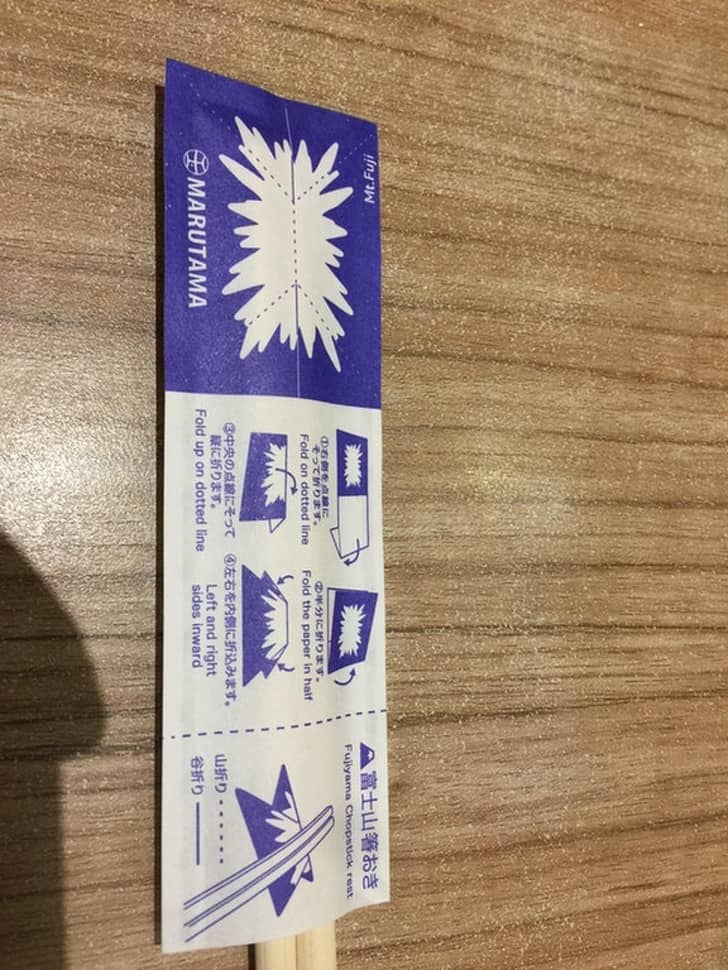 Mt.Fuji
MARUTAMA
①右側を点線に
そって折ります。
Fold on dotted line
②半分に折ります。
Fold the paper in half
③中央の点線にそって
縦に折ります。
Fold up on dotted line
④左右を内側に折込みます。
Left and right
sides inward
富士山箸おき
Fujiyama Chopstick rest
山折り
谷折り